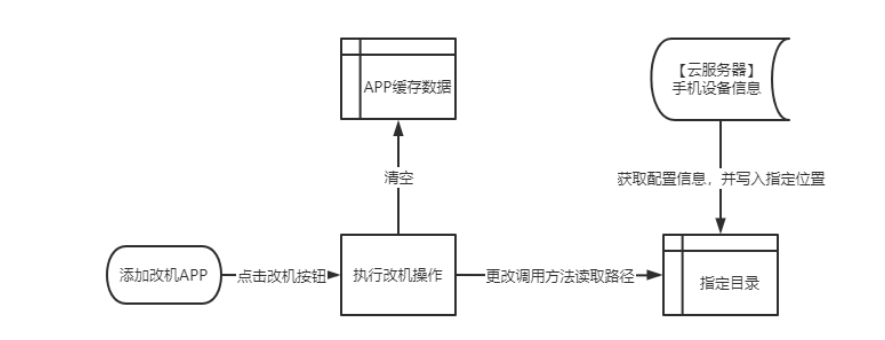 【云服务器】
手机设备信息
APP缓存数据
清空
获取配置信息，并写入指定位置
添加改机APP
点击改机按钮
执行改机操作
更改调用方法读取路径
指定目录